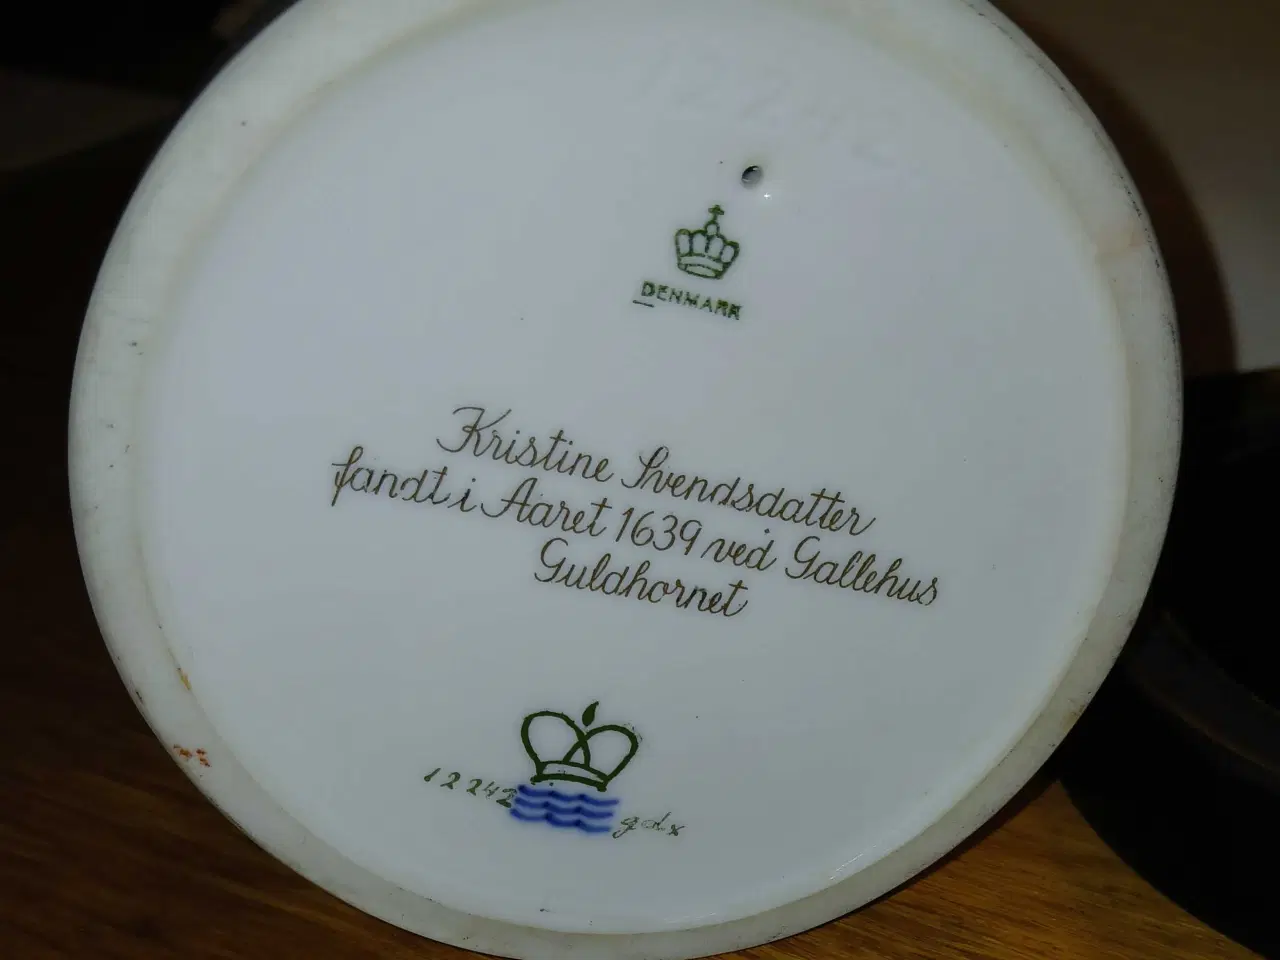 DENMARK
Kristine Svendsdatter
fandt i Aaret 1639 ved Gallehus
Guldhornet
12242 gdx